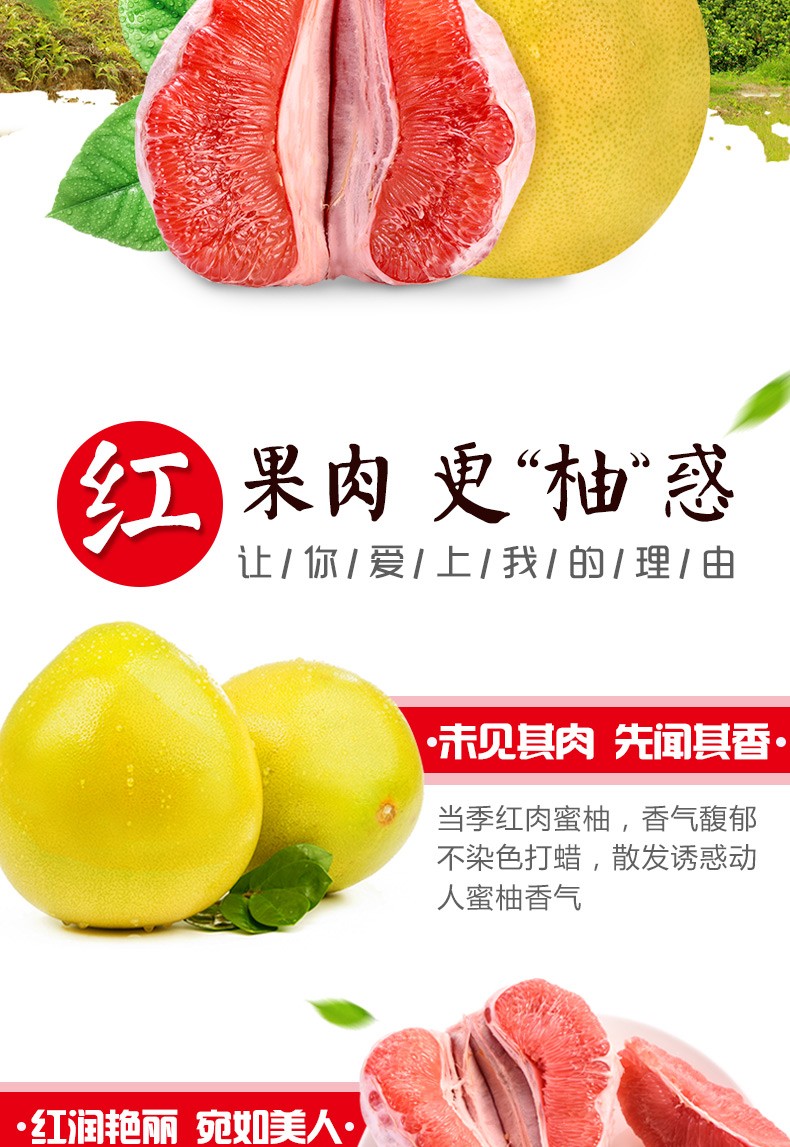 红果肉 更“柚”惑
让/你/爱/上/我/的/理/由
·未见其肉 先闻其香·
当季红肉蜜柚，香气馥郁
不染色打蜡，散发诱惑动
人蜜柚香气
·红润艳丽 宛如美人·